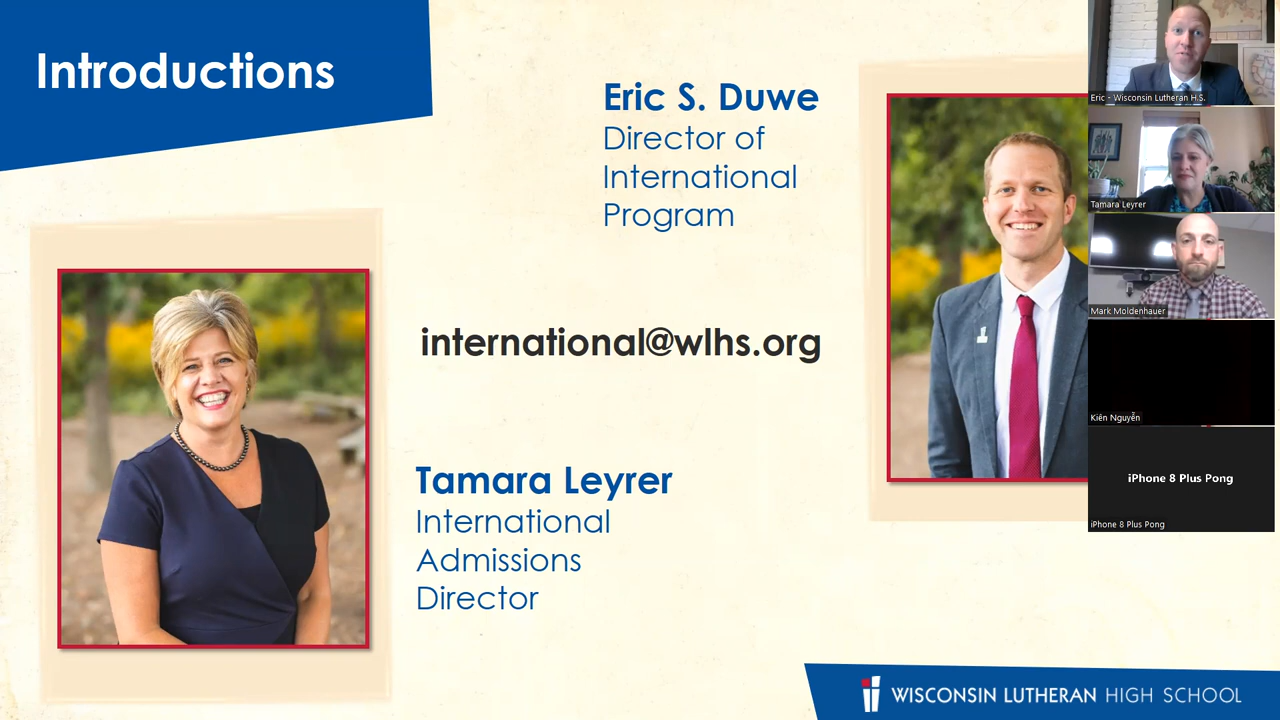 Introductions
Eric S. Duwe
Director of
International
Program
international@wlhs.org
Tamara Leyrer
International
Admissions
Director
Eric - Wisconsin Lutheran H.S.
Tamara Leyrer
Mark Moldenhauer
Kiên Nguyễn
iPhone 8 Plus Pong
iPhone 8 Plus Pong
WISCONSIN LUTHERAN HIGH SCHOOL